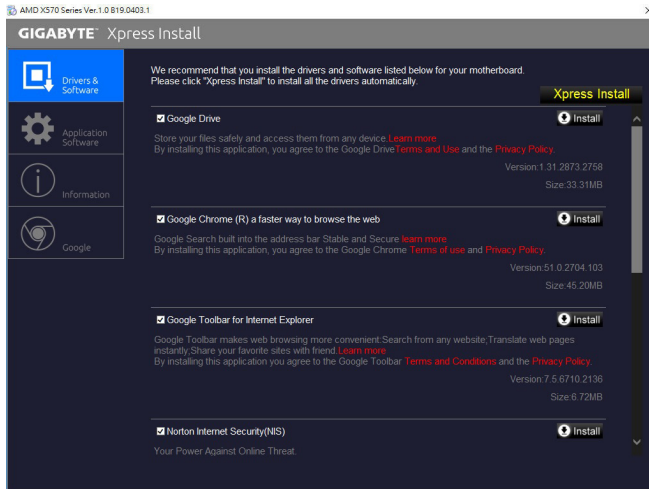 AMD X570 Series Ver.1.0 B19.0403.1
GIGABYTE™ Xpress Install
Drivers &
Software
Application
Software
Information
Google
We recommend that you install the drivers and software listed below for your motherboard.
Please click "Xpress Install" to install all the drivers automatically.
Xpress Install
Google Drive
Install
Store your files safely and access them from any device.Learn more
By installing this application, you agree to the Google DriveTerms and Use and the Privacy Policy.
Version:1.31.2873.2758
Size:33.31MB
Google Chrome (R) a faster way to browse the web
Install
Google Search built into the address bar Stable and Secure learn more
By installing this application, you agree to the Google Chrome Terms of use and Privacy Policy.
Version:51.0.2704.103
Size:45.20MB
Google Toolbar for Internet Explorer
Install
Google Toolbar makes web browsing more convenient.Search from any website;Translate web pages
instantly;Share your favorite sites with friend.Learn more
By installing this application you agree to the Google Toolbar Terms and Conditions and the Privacy Policy.
Version:7.5.6710.2136
Size:6.72MB
Norton Internet Security(NIS)
Install
Your Power Against Online Threat.